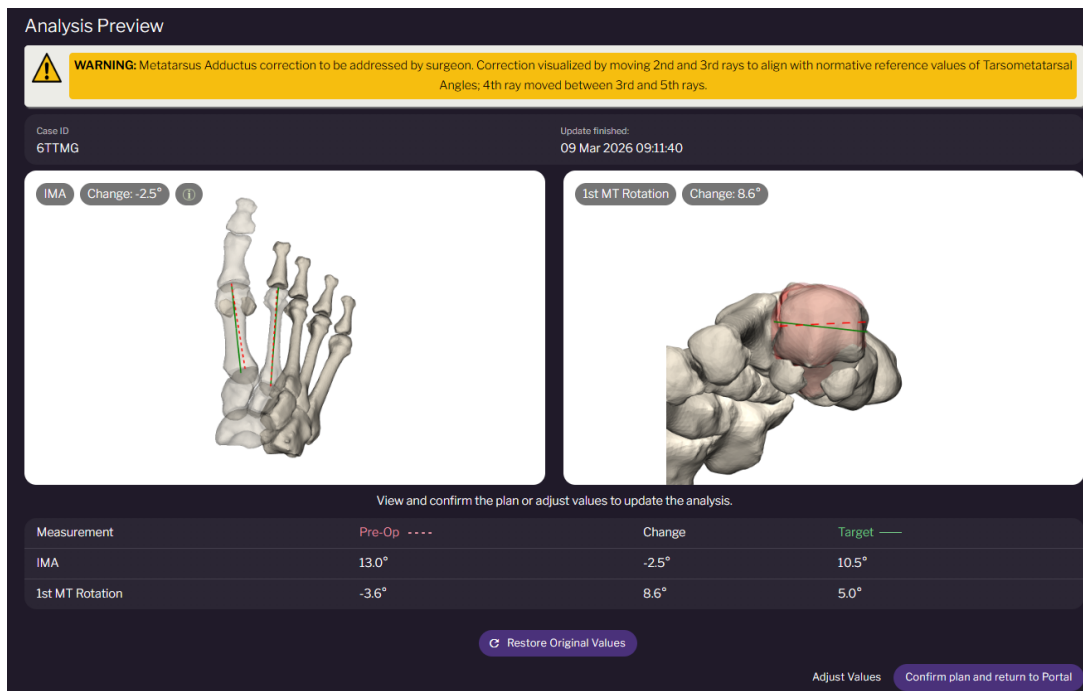 Analysis Preview
WARNING: Metatarsus Adductus correction to be addressed by surgeon. Correction visualized by moving 2nd and 3rd rays to align with normative reference values of Tarsometatarsal
Angles; 4th ray moved between 3rd and 5th rays.
Case ID
6TTMG
Update finished:
09 Mar 2026 09:11:40
IMA Change: -2.5° i
1st MT Rotation Change: 8.6°
View and confirm the plan or adjust values to update the analysis.
Measurement Pre-Op Change Target
IMA 13.0° -2.5° 10.5°
1st MT Rotation -3.6° 8.6° 5.0°
Restore Original Values
Adjust Values Confirm plan and return to Portal